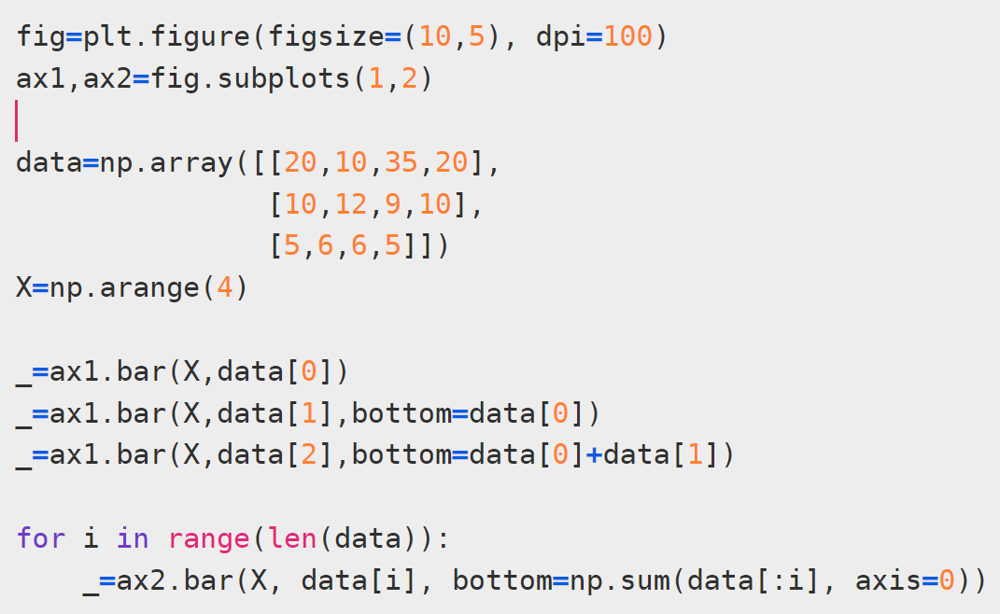 fig=plt.figure(figsize=(10,5), dpi=100)
ax1,ax2=fig.subplots(1,2)
data=np.array([[20,10,35,20],
[10,12,9,10],
[5,6,6,5]])
X=np.arange(4)
_=ax1.bar(X,data[0])
_=ax1.bar(X,data[1],bottom=data[0])
_=ax1.bar(X,data[2],bottom=data[0]+data[1])
for i in range(len(data)):
_=ax2.bar(X, data[i], bottom=np.sum(data[:i], axis=0))